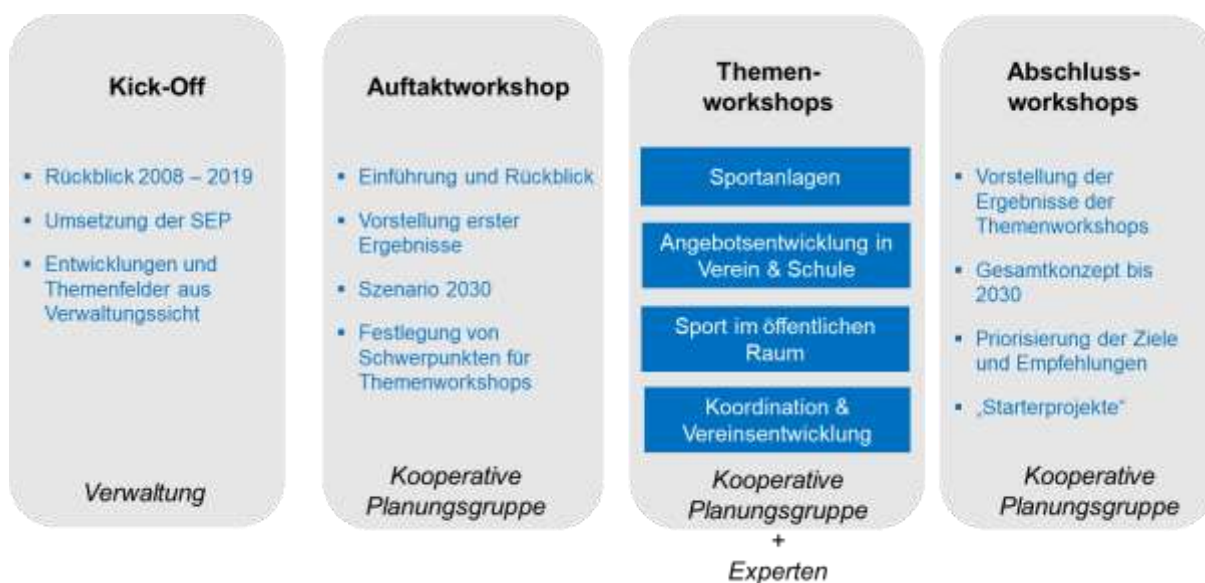 Kick-Off
▪ Rückblick 2008 – 2019
▪ Umsetzung der SEP
▪ Entwicklungen und
Themenfelder aus
Verwaltungssicht
Verwaltung
Auftaktworkshop
▪ Einführung und Rückblick
▪ Vorstellung erster
Ergebnisse
▪ Szenario 2030
▪ Festlegung von
Schwerpunkten für
Themenworkshops
Kooperative
Planungsgruppe
Themen-
workshops
Sportanlagen
Angebotsentwicklung in
Verein & Schule
Sport im öffentlichen
Raum
Koordination &
Vereinsentwicklung
Kooperative
Planungsgruppe
+
Experten
Abschluss-
workshops
▪ Vorstellung der
Ergebnisse der
Themenworkshops
▪ Gesamtkonzept bis
2030
▪ Priorisierung der Ziele
und Empfehlungen
▪ „Starterprojekte“
Kooperative
Planungsgruppe